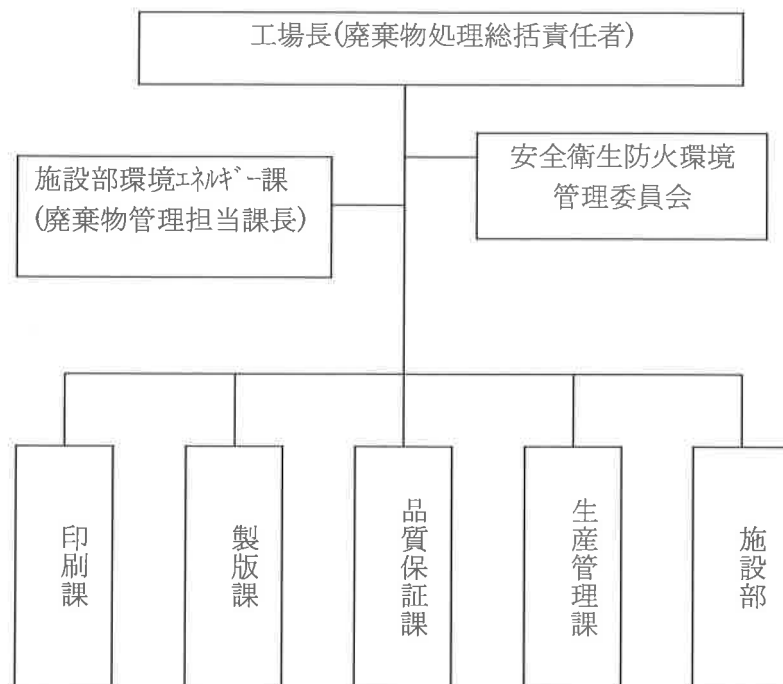 工場長(廃棄物処理総括責任者)
安全衛生防火環境
管理委員会
施設部環境ｴﾈﾙｷﾞｰ課
(廃棄物管理担当課長)
印刷課
製版課
品質保証課
生産管理課
施設部